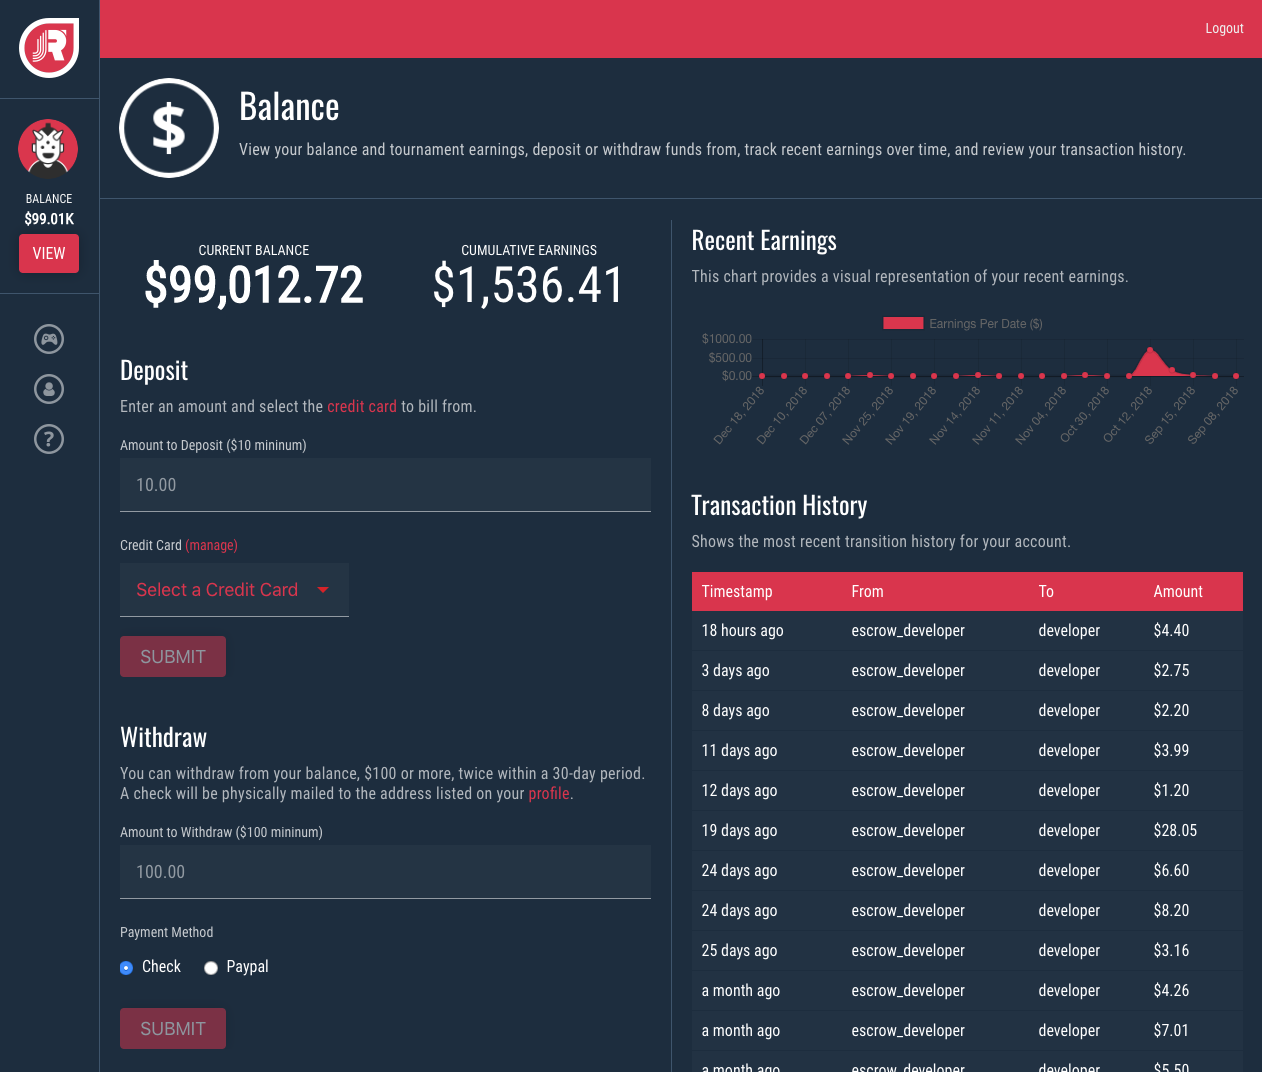 Logout
BALANCE
$99.01K
VIEW
Balance
View your balance and tournament earnings, deposit or withdraw funds from, track recent earnings over time, and review your transaction history.
CURRENT BALANCE
$99,012.72
CUMULATIVE EARNINGS
$1,536.41
Deposit
Enter an amount and select the credit card to bill from.
Amount to Deposit ($10 mininum)
10.00
Credit Card (manage)
Select a Credit Card
SUBMIT
Withdraw
You can withdraw from your balance, $100 or more, twice within a 30-day period.
A check will be physically mailed to the address listed on your profile.
Amount to Withdraw ($100 mininum)
100.00
Payment Method
Check Paypal
SUBMIT
Recent Earnings
This chart provides a visual representation of your recent earnings.
Earnings Per Date ($)
$1000.00
$500.00
$0.00
Dec 18, 2018
Dec 10, 2018
Dec 07, 2018
Nov 25, 2018
Nov 19, 2018
Nov 14, 2018
Nov 11, 2018
Nov 04, 2018
Oct 30, 2018
Oct 12, 2018
Sep 15, 2018
Sep 08, 2018
Transaction History
Shows the most recent transition history for your account.
Timestamp From To Amount
18 hours ago escrow_developer developer $4.40
3 days ago escrow_developer developer $2.75
8 days ago escrow_developer developer $2.20
11 days ago escrow_developer developer $3.99
12 days ago escrow_developer developer $1.20
19 days ago escrow_developer developer $28.05
24 days ago escrow_developer developer $6.60
24 days ago escrow_developer developer $8.20
25 days ago escrow_developer developer $3.16
a month ago escrow_developer developer $4.26
a month ago escrow_developer developer $7.01
a month ago escrow_developer developer $5.50